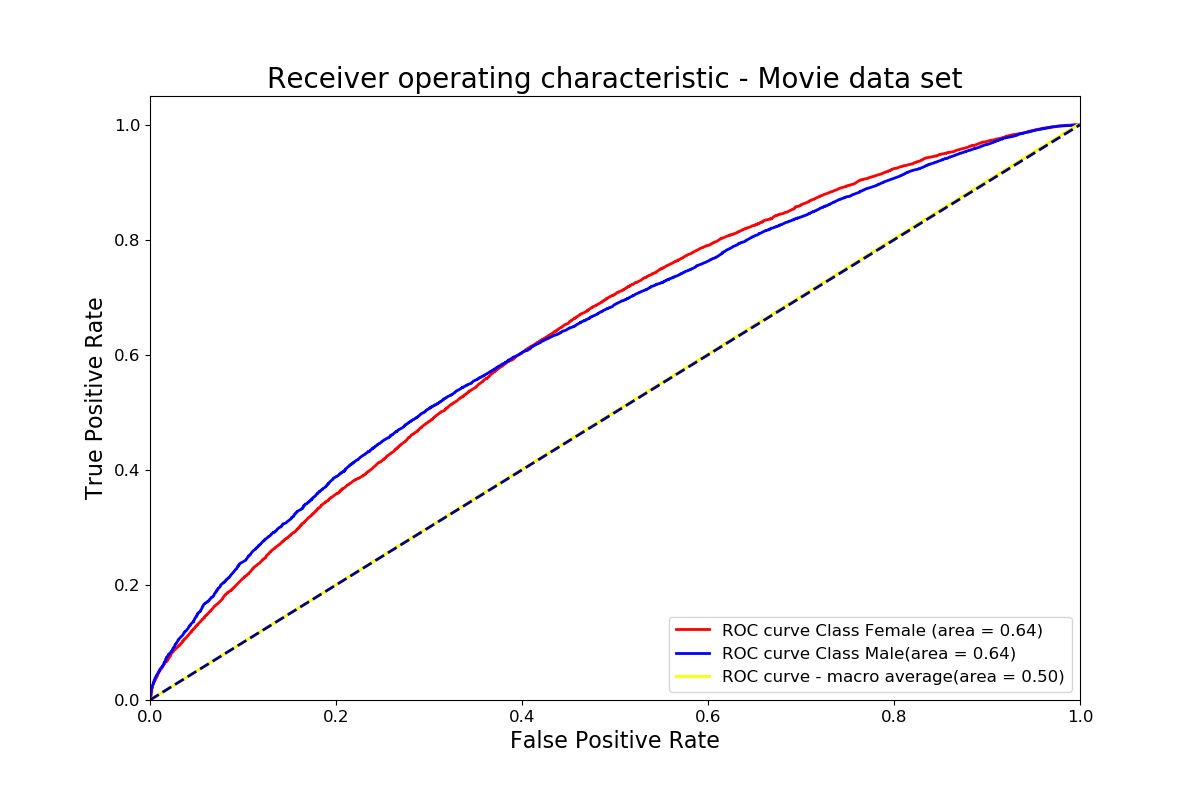 Receiver operating characteristic - Movie data set
1.0
0.8
0.6
0.4
0.2
0.0
True Positive Rate
0.0 0.2 0.4 0.6 0.8 1.0
False Positive Rate
ROC curve Class Female (area = 0.64)
ROC curve Class Male(area = 0.64)
ROC curve - macro average(area = 0.50)